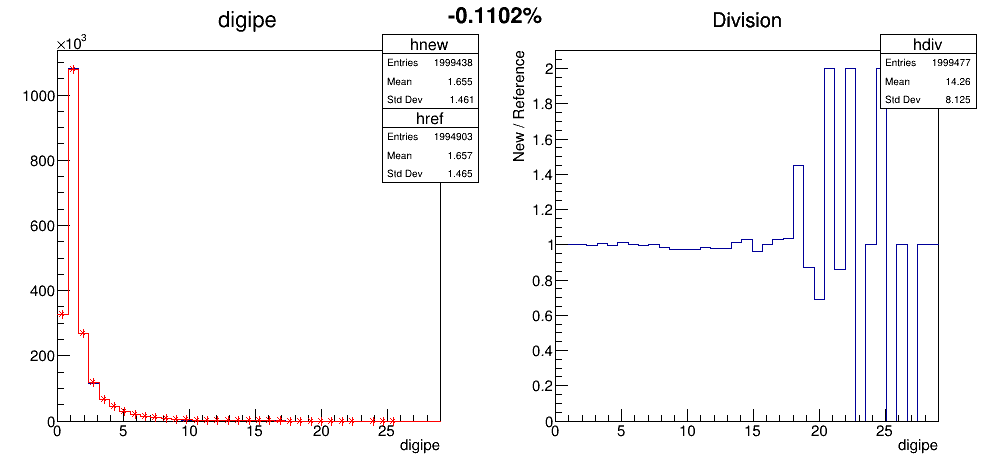 digipe
-0.1102%
Division
×10³
hnew
Entries 1999438
Mean 1.655
Std Dev 1.461
href
Entries 1994903
Mean 1.657
Std Dev 1.465
1000
800
600
400
200
0
0 5 10 15 20 25
digipe
New / Reference
hdiv
Entries 1999477
Mean 14.26
Std Dev 8.125
2
1.8
1.6
1.4
1.2
1
0.8
0.6
0.4
0.2
0
0 5 10 15 20 25
digipe